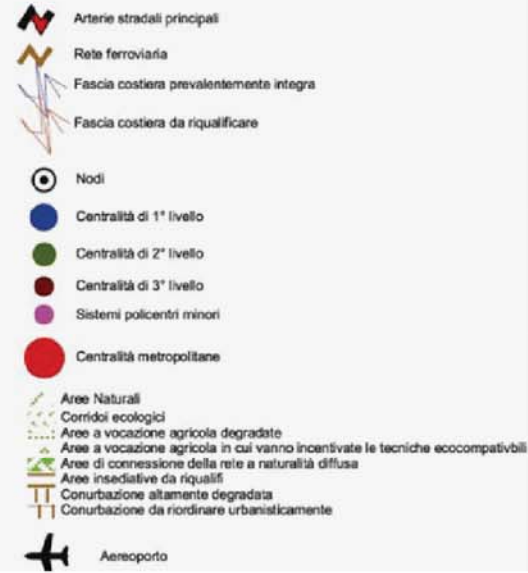 Arterie stradali principali
Rete ferroviaria
Fascia costiera prevalentemente integra
Fascia costiera da riqualificare
Nodi
Centralità di 1° livello
Centralità di 2° livello
Centralità di 3° livello
Sistemi policentri minori
Centralità metropolitane
Aree Naturali
Corridoi ecologici
Aree a vocazione agricola degradate
Aree a vocazione agricola in cui vanno incentivate le tecniche ecocompativbili
Aree di connessione della rete a naturalità diffusa
Aree insediative da riqualifi
Conurbazione altamente degradata
Conurbazione da riordinare urbanisticamente
Aereoporto